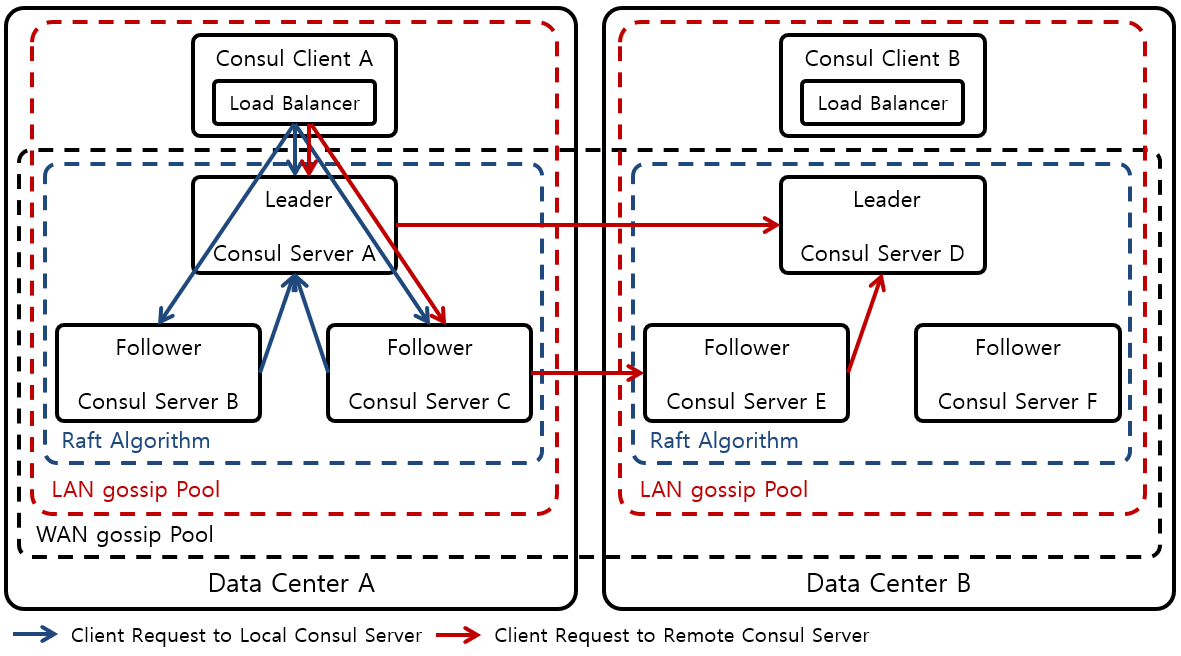 Consul Client A
Load Balancer
Leader
Consul Server A
Follower
Consul Server B
Follower
Consul Server C
Raft Algorithm
LAN gossip Pool
WAN gossip Pool
Data Center A
Consul Client B
Load Balancer
Leader
Consul Server D
Follower
Consul Server E
Follower
Consul Server F
Raft Algorithm
LAN gossip Pool
Data Center B
Client Request to Local Consul Server
Client Request to Remote Consul Server